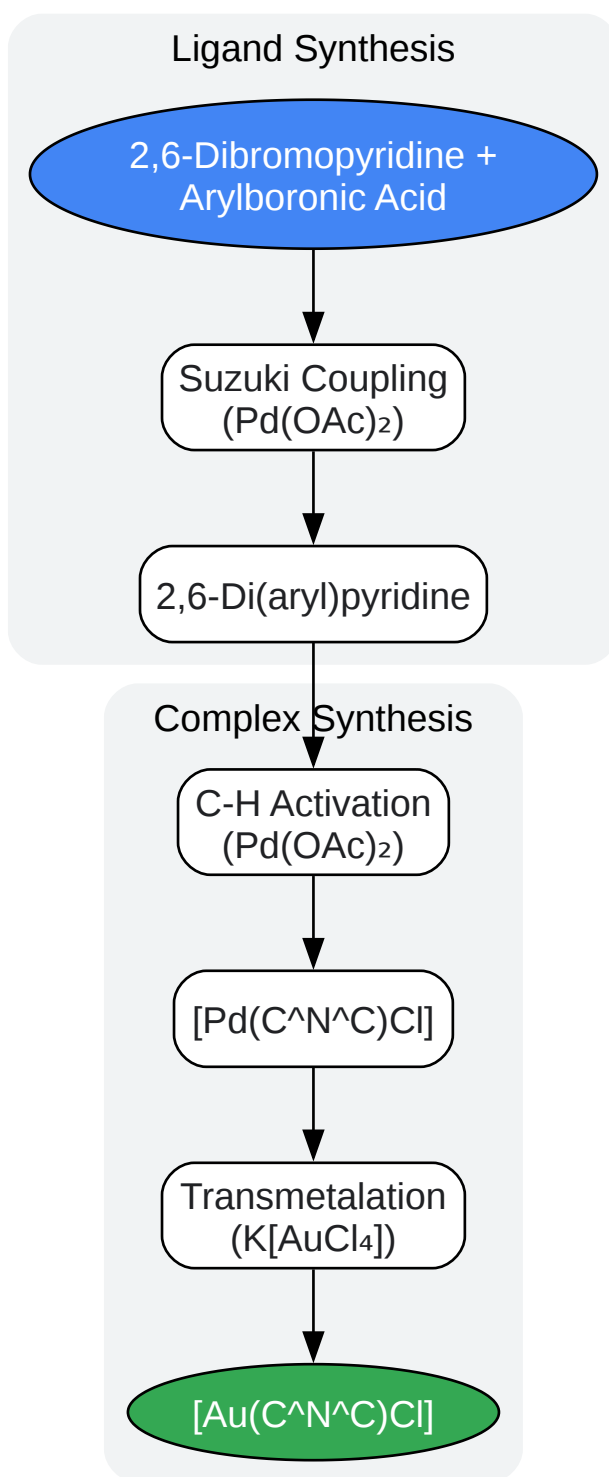 Ligand Synthesis
2,6-Dibromopyridine +
Arylboronic Acid
Suzuki Coupling
(Pd(OAc)₂)
2,6-Di(aryl)pyridine
Complex Synthesis
C-H Activation
(Pd(OAc)₂)
[Pd(C^N^C)Cl]
Transmetalation
(K[AuCl₄])
[Au(C^N^C)Cl]